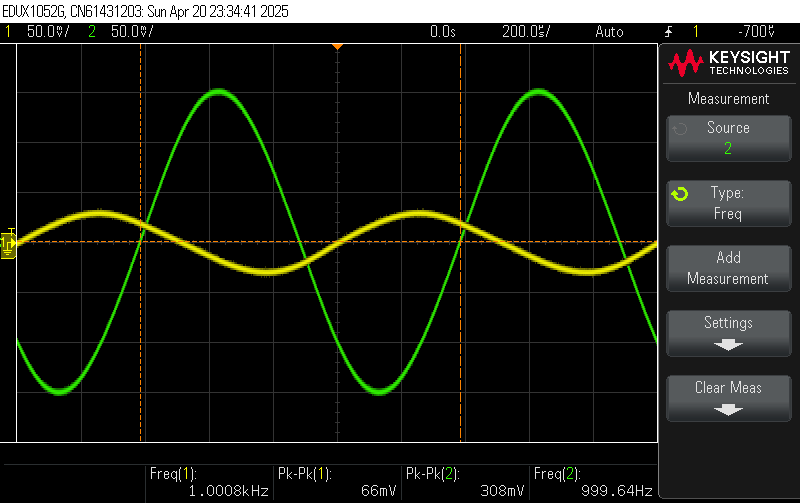 EDUX1052G, CN61431203: Sun Apr 20 23:34:41 2025
1 50.0V/ 2 50.0V/ 0.0s 200.0s/ Auto 1 -700V
KEYSIGHT
TECHNOLOGIES
Measurement
Source
2
Type:
Freq
Add
Measurement
Settings
Clear Meas
Freq(1): Pk-Pk(1): Pk-Pk(2): Freq(2):
1.0008kHz 66mV 308mV 999.64Hz